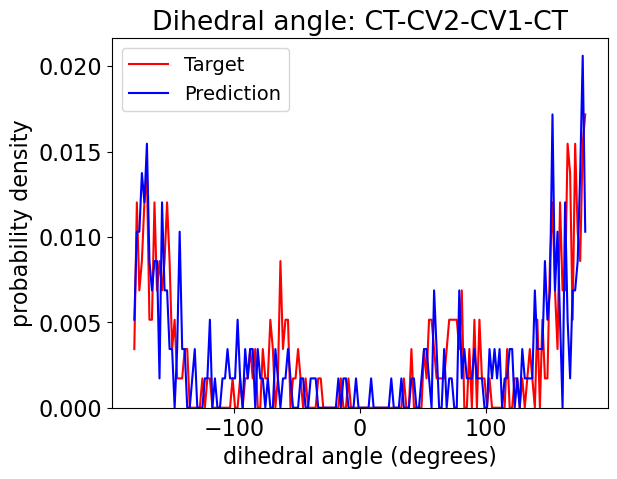 Dihedral angle: CT-CV2-CV1-CT
Target
Prediction
0.020
0.015
0.010
0.005
0.000
probability density
−100
0
100
dihedral angle (degrees)